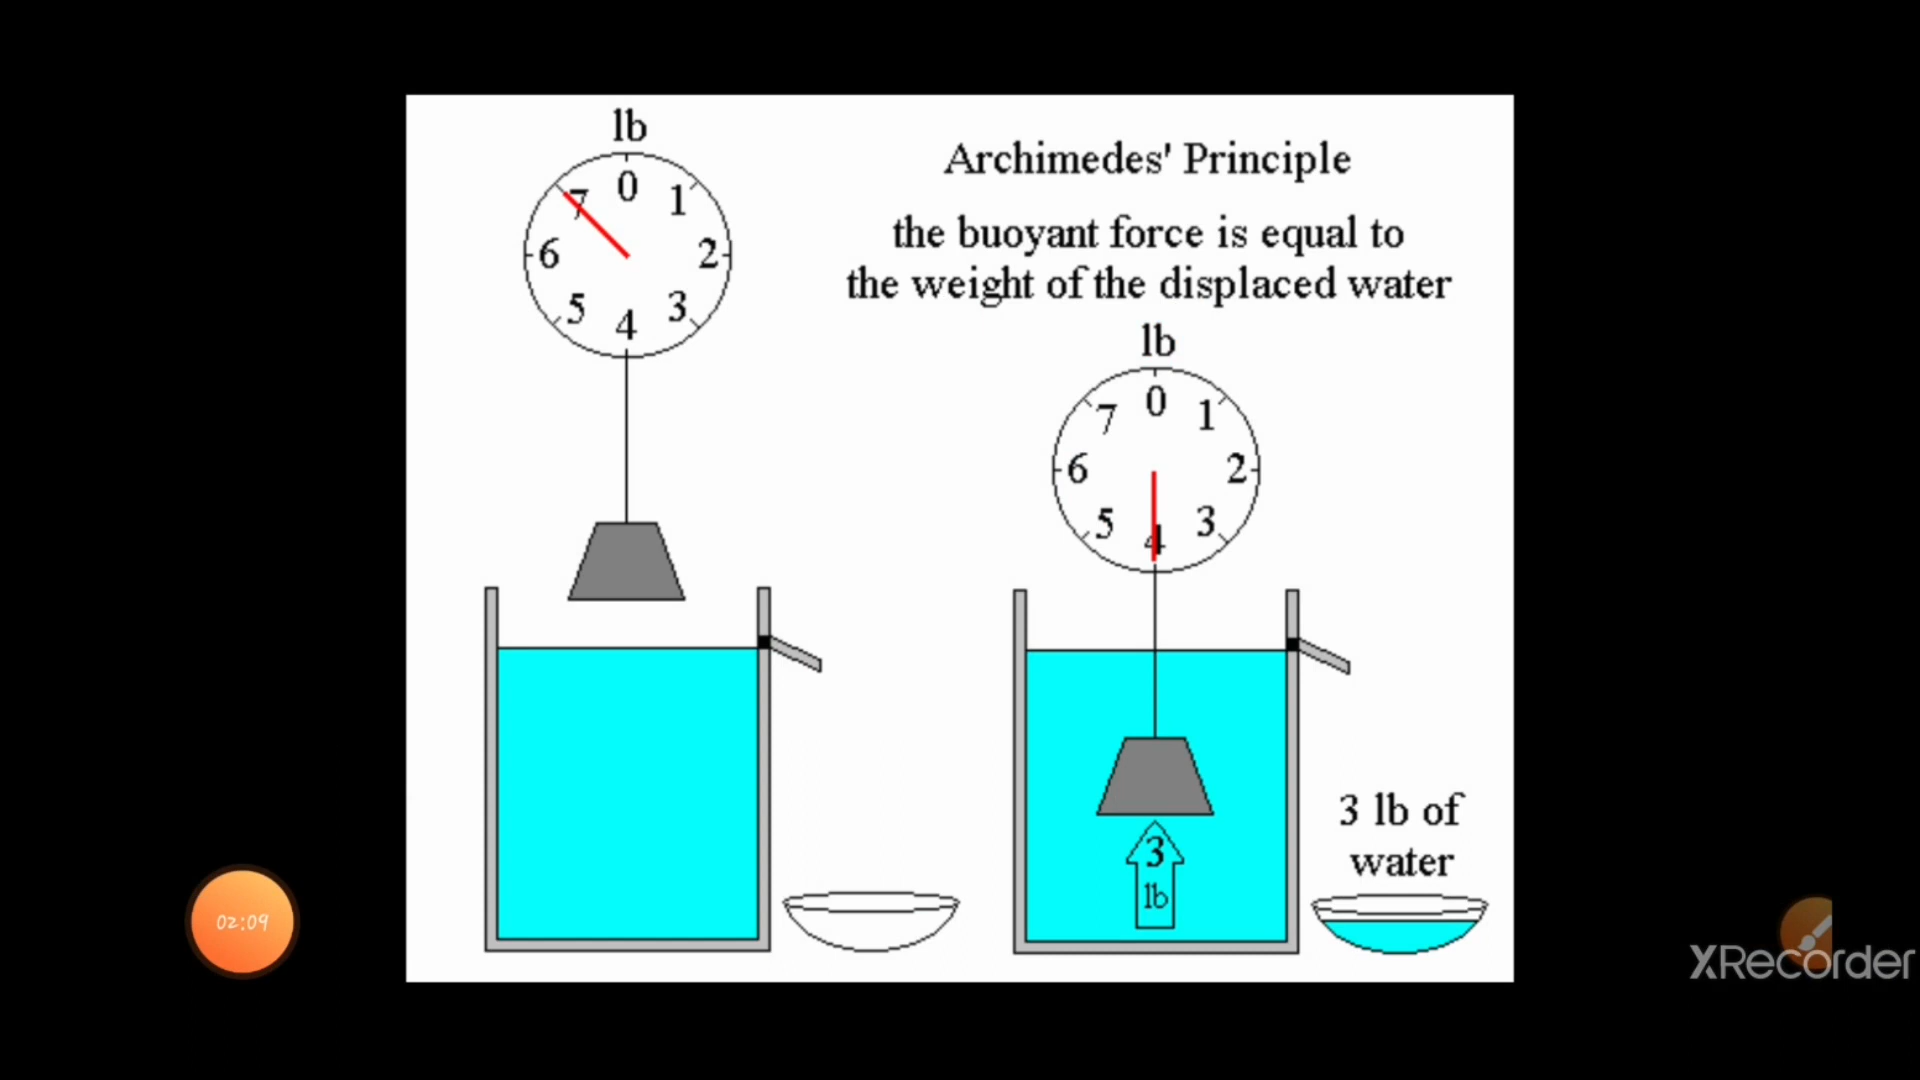 lb
0
1
2
3
4
5
6
7
Archimedes' Principle
the buoyant force is equal to
the weight of the displaced water
lb
0
1
2
3
4
5
6
7
3
lb
3 lb of
water
02:09
XRecorder